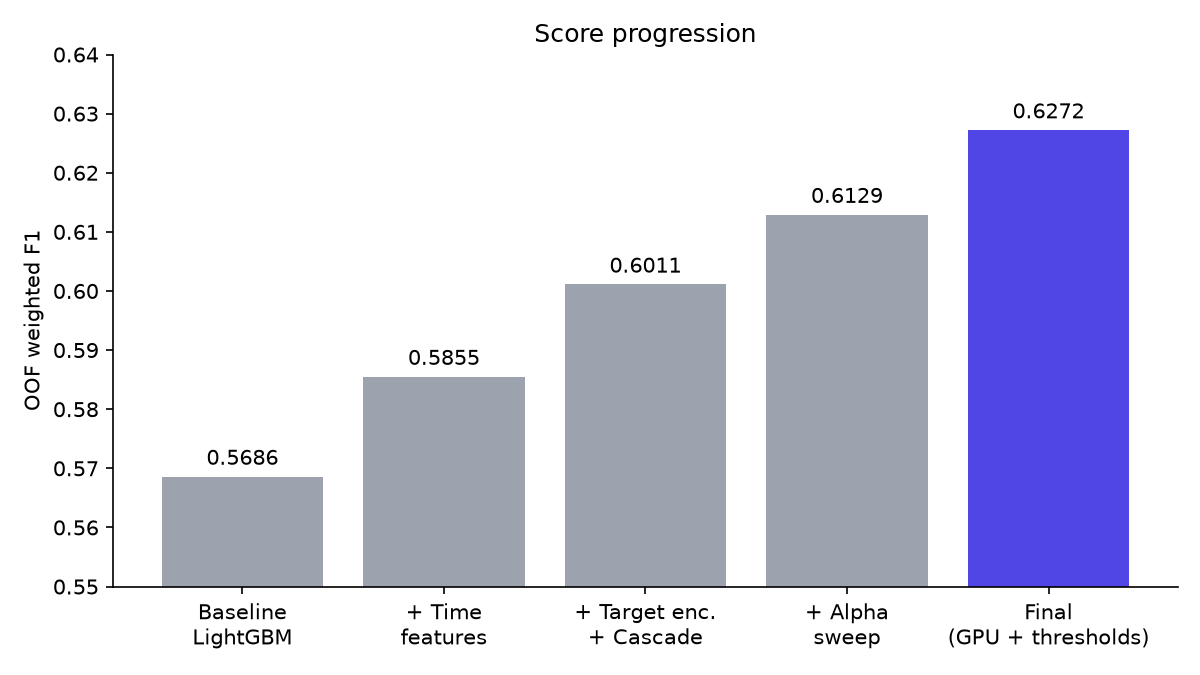 Score progression
OOF weighted F1
0.64
0.63
0.62
0.61
0.60
0.59
0.58
0.57
0.56
0.55
0.5686
0.5855
0.6011
0.6129
0.6272
Baseline
LightGBM
+ Time
features
+ Target enc.
+ Cascade
+ Alpha
sweep
Final
(GPU + thresholds)